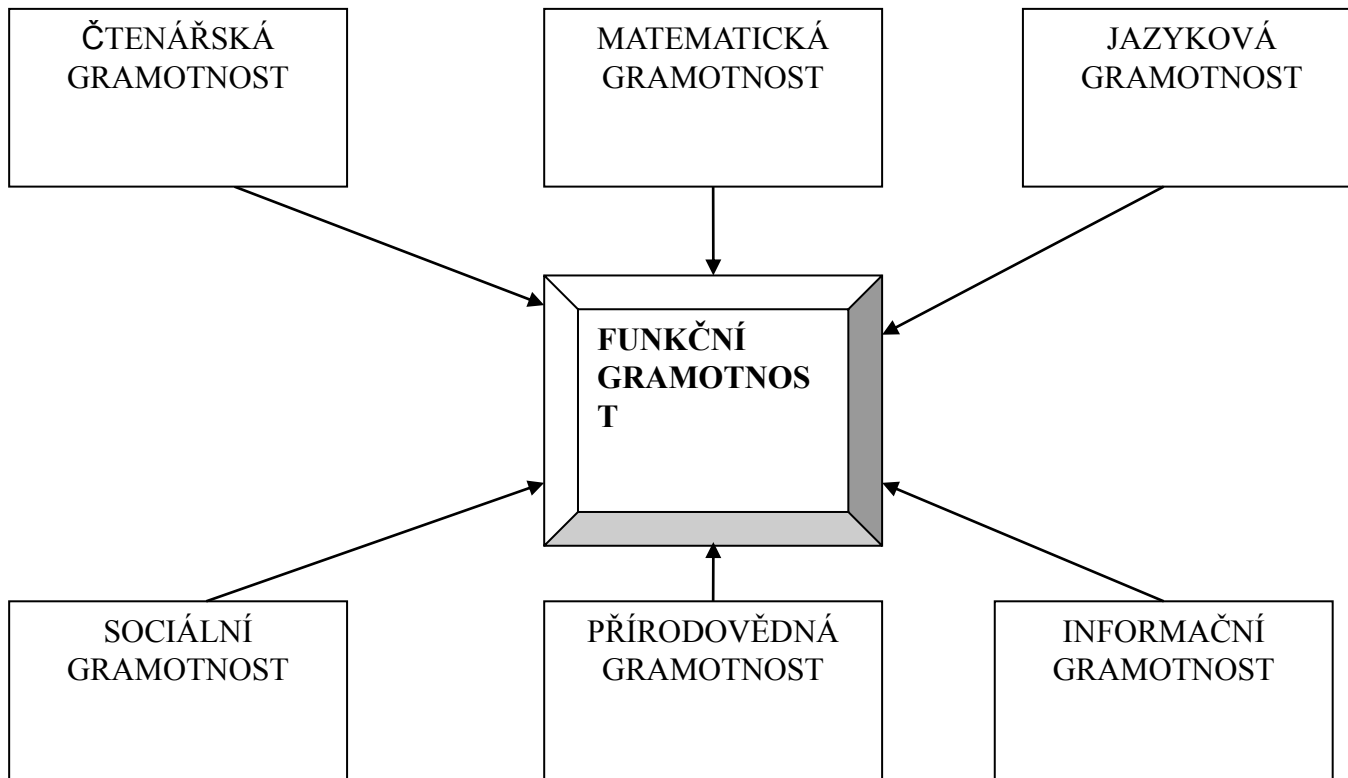 ČTENÁŘSKÁ
GRAMOTNOST
MATEMATICKÁ
GRAMOTNOST
JAZYKOVÁ
GRAMOTNOST
FUNKČNÍ
GRAMOTNOS
T
SOCIÁLNÍ
GRAMOTNOST
PŘÍRODOVĚDNÁ
GRAMOTNOST
INFORMAČNÍ
GRAMOTNOST